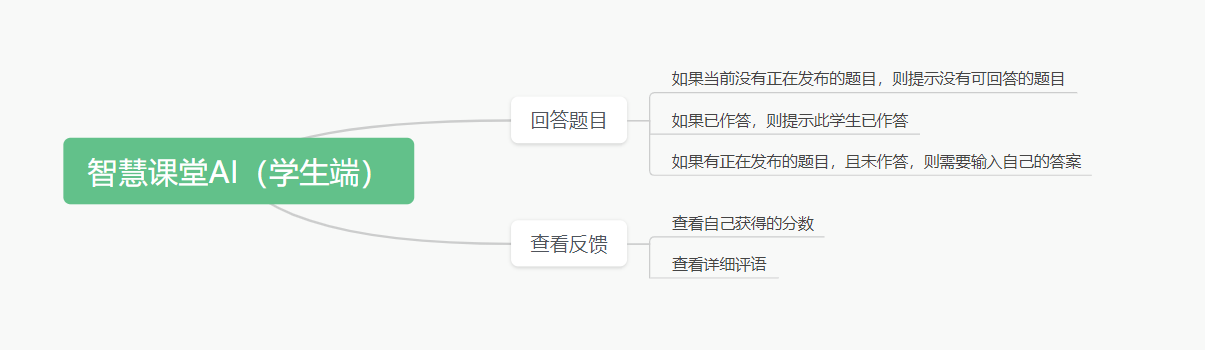 智慧课堂AI（学生端）
回答题目
如果当前没有正在发布的题目，则提示没有可回答的题目
如果已作答，则提示此学生已作答
如果有正在发布的题目，且未作答，则需要输入自己的答案
查看反馈
查看自己获得的分数
查看详细评语